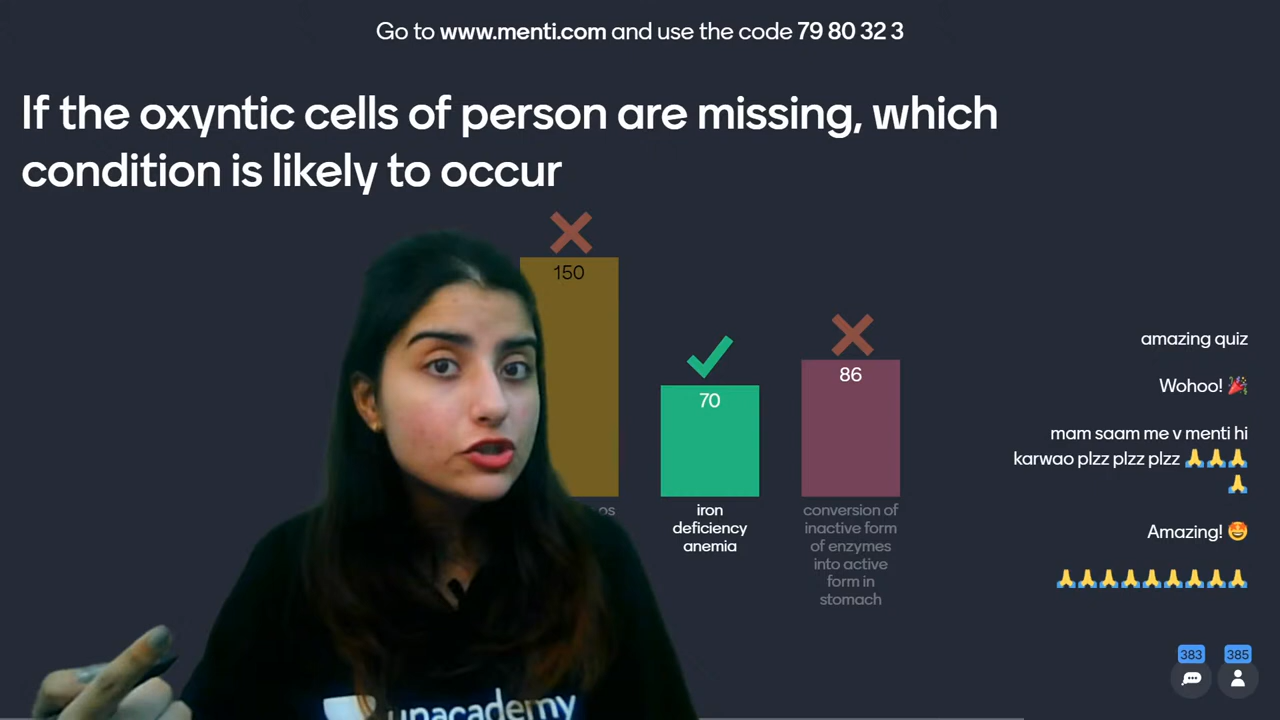 Go to www.menti.com and use the code 79 80 32 3
If the oxyntic cells of person are missing, which
condition is likely to occur
150
70
86
iron
deficiency
anemia
conversion of
inactive form
of enzymes
into active
form in
stomach
amazing quiz
Wohoo! 🎉
mam saam me v menti hi
karwao plzz plzz plzz 🙏🙏🙏
🙏
Amazing! 🤩
🙏🙏🙏🙏🙏🙏🙏🙏🙏
383
385
unacademy